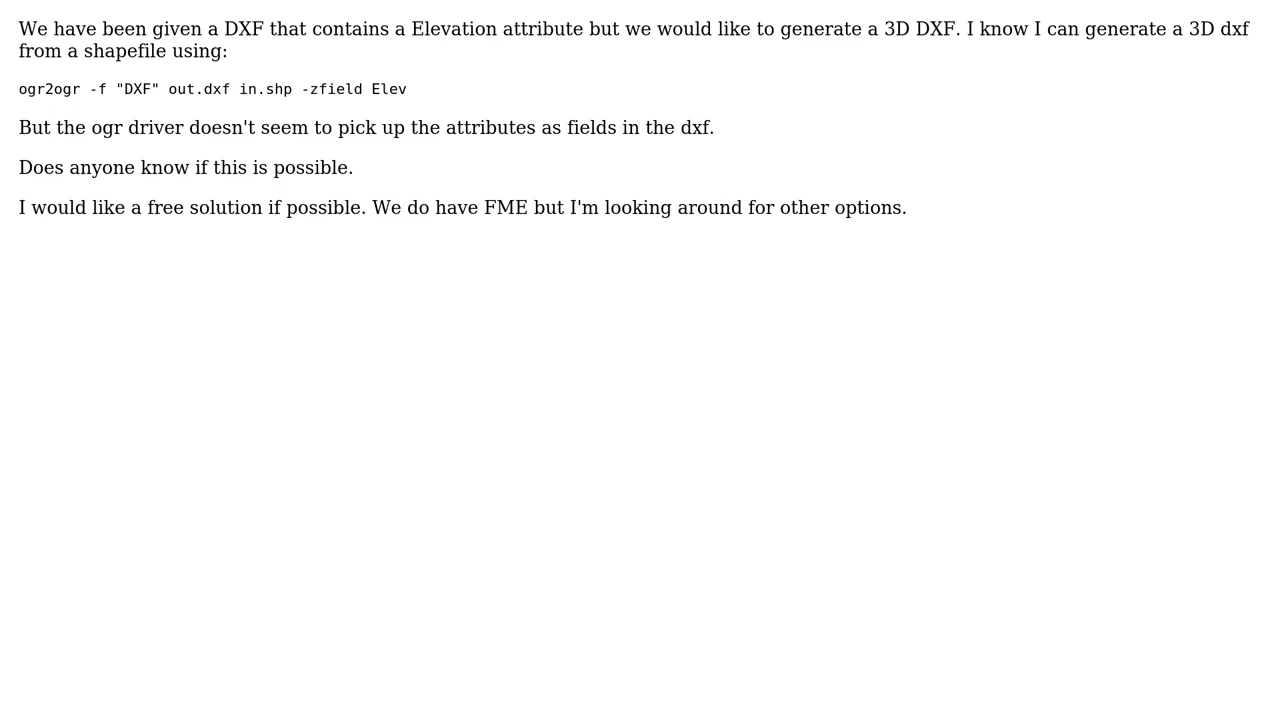 We have been given a DXF that contains a Elevation attribute but we would like to generate a 3D DXF. I know I can generate a 3D dxf
from a shapefile using:
ogr2ogr -f "DXF" out.dxf in.shp -zfield Elev
But the ogr driver doesn't seem to pick up the attributes as fields in the dxf.
Does anyone know if this is possible.
I would like a free solution if possible. We do have FME but I'm looking around for other options.